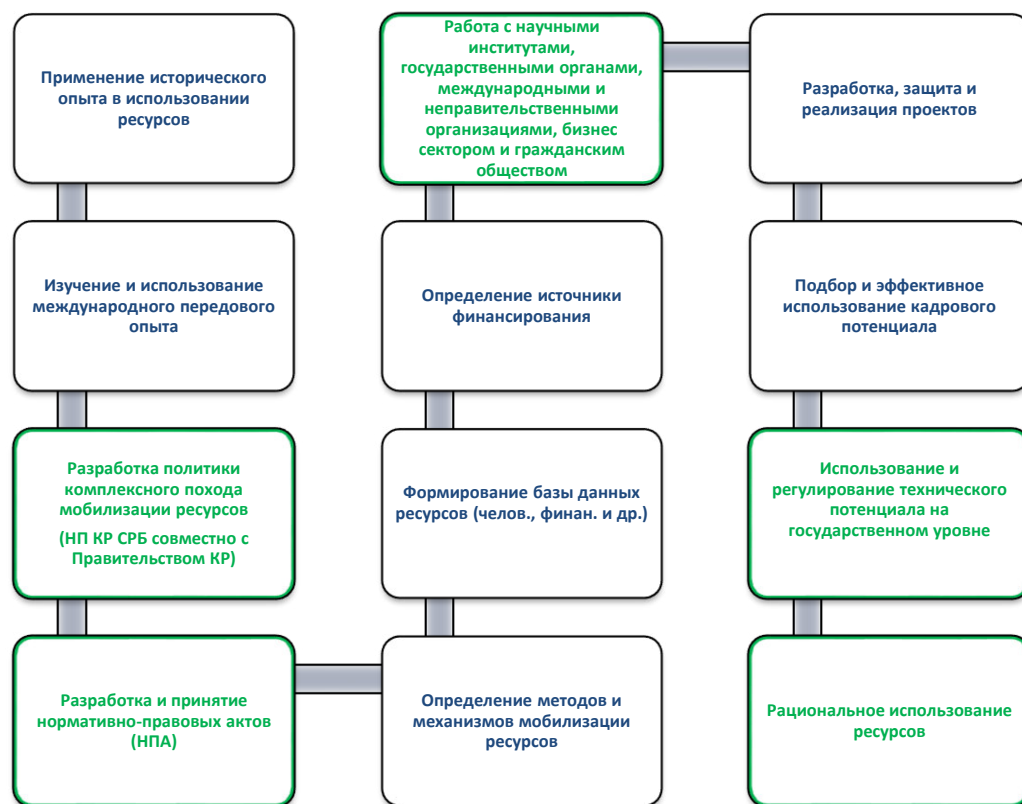 Применение исторического
опыта в использовании
ресурсов
Изучение и использование
международного передового
опыта
Разработка политики
комплексного похода
мобилизации ресурсов
(НП КР СРБ совместно с
Правительством КР)
Разработка и принятие
нормативно-правовых актов
(НПА)
Определение методов и
механизмов мобилизации
ресурсов
Формирование базы данных
ресурсов (челов., финан. и др.)
Определение источники
финансирования
Работа с научными
институтами,
государственными органами,
международными и
неправительственными
организациями, бизнес
сектором и гражданским
обществом
Разработка, защита и
реализация проектов
Подбор и эффективное
использование кадрового
потенциала
Использование и
регулирование технического
потенциала на
государственном уровне
Рациональное использование
ресурсов